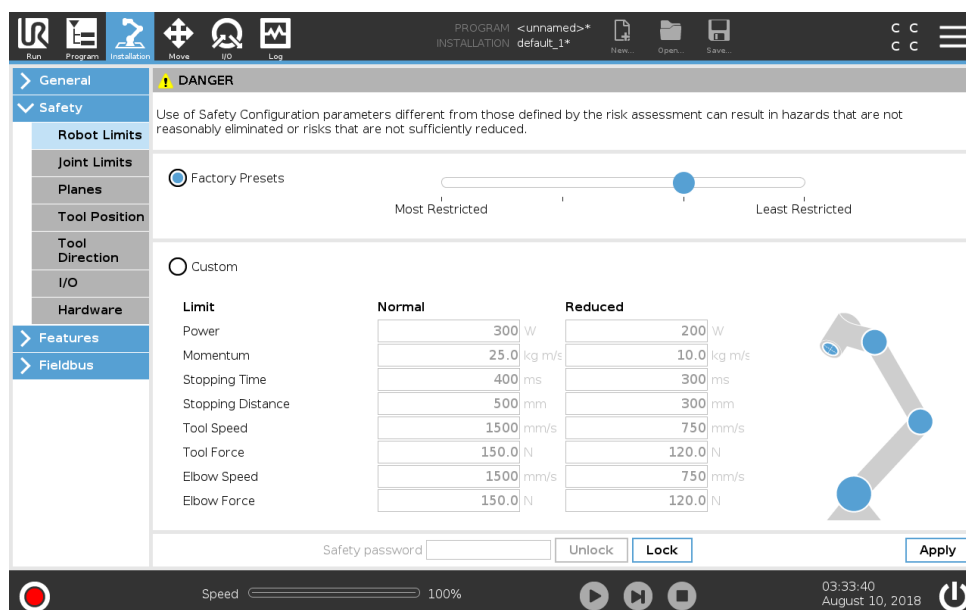 UR
PROGRAM <unnamed>*
INSTALLATION default_1*
Run Program Installation Move I/O Log New... Open... Save...
C C
C C
General
Safety
Robot Limits
Joint Limits
Planes
Tool Position
Tool
Direction
I/O
Hardware
Features
Fieldbus
DANGER
Use of Safety Configuration parameters different from those defined by the risk assessment can result in hazards that are not
reasonably eliminated or risks that are not sufficiently reduced.
Factory Presets
Most Restricted Least Restricted
Custom
Limit Normal Reduced
Power 300 W 200 W
Momentum 25.0 kg m/s 10.0 kg m/s
Stopping Time 400 ms 300 ms
Stopping Distance 500 mm 300 mm
Tool Speed 1500 mm/s 750 mm/s
Tool Force 150.0 N 120.0 N
Elbow Speed 1500 mm/s 750 mm/s
Elbow Force 150.0 N 120.0 N
Safety password Unlock Lock Apply
Speed 100%
03:33:40
August 10, 2018